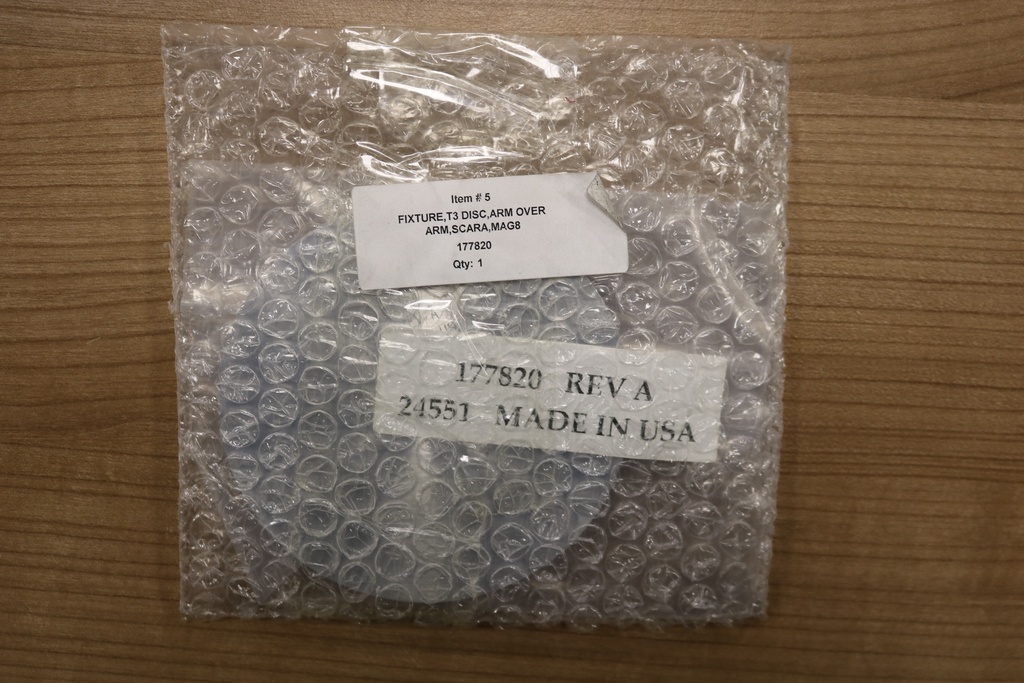 Item # 5
FIXTURE,T3 DISC,ARM OVER
ARM,SCARA,MAG8
177820
Qty: 1
177820 REV A
24551 MADE IN USA